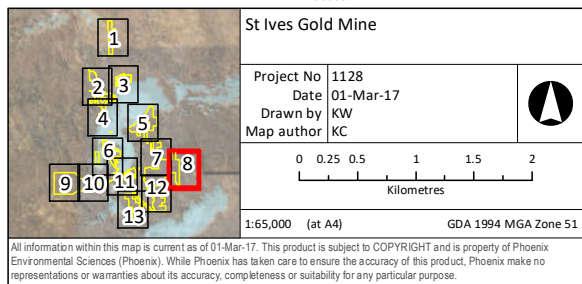 1
2 3
4
5
6
7 8
9 10 11 12
13
St Ives Gold Mine
Project No 1128
Date 01-Mar-17
Drawn by KW
Map author KC
0 0.25 0.5 1 1.5 2
Kilometres
1:65,000 (at A4) GDA 1994 MGA Zone 51
All information within this map is current as of 01-Mar-17. This product is subject to COPYRIGHT and is property of Phoenix
Environmental Sciences (Phoenix). While Phoenix has taken care to ensure the accuracy of this product, Phoenix make no
representations or warranties about its accuracy, completeness or suitability for any particular purpose.